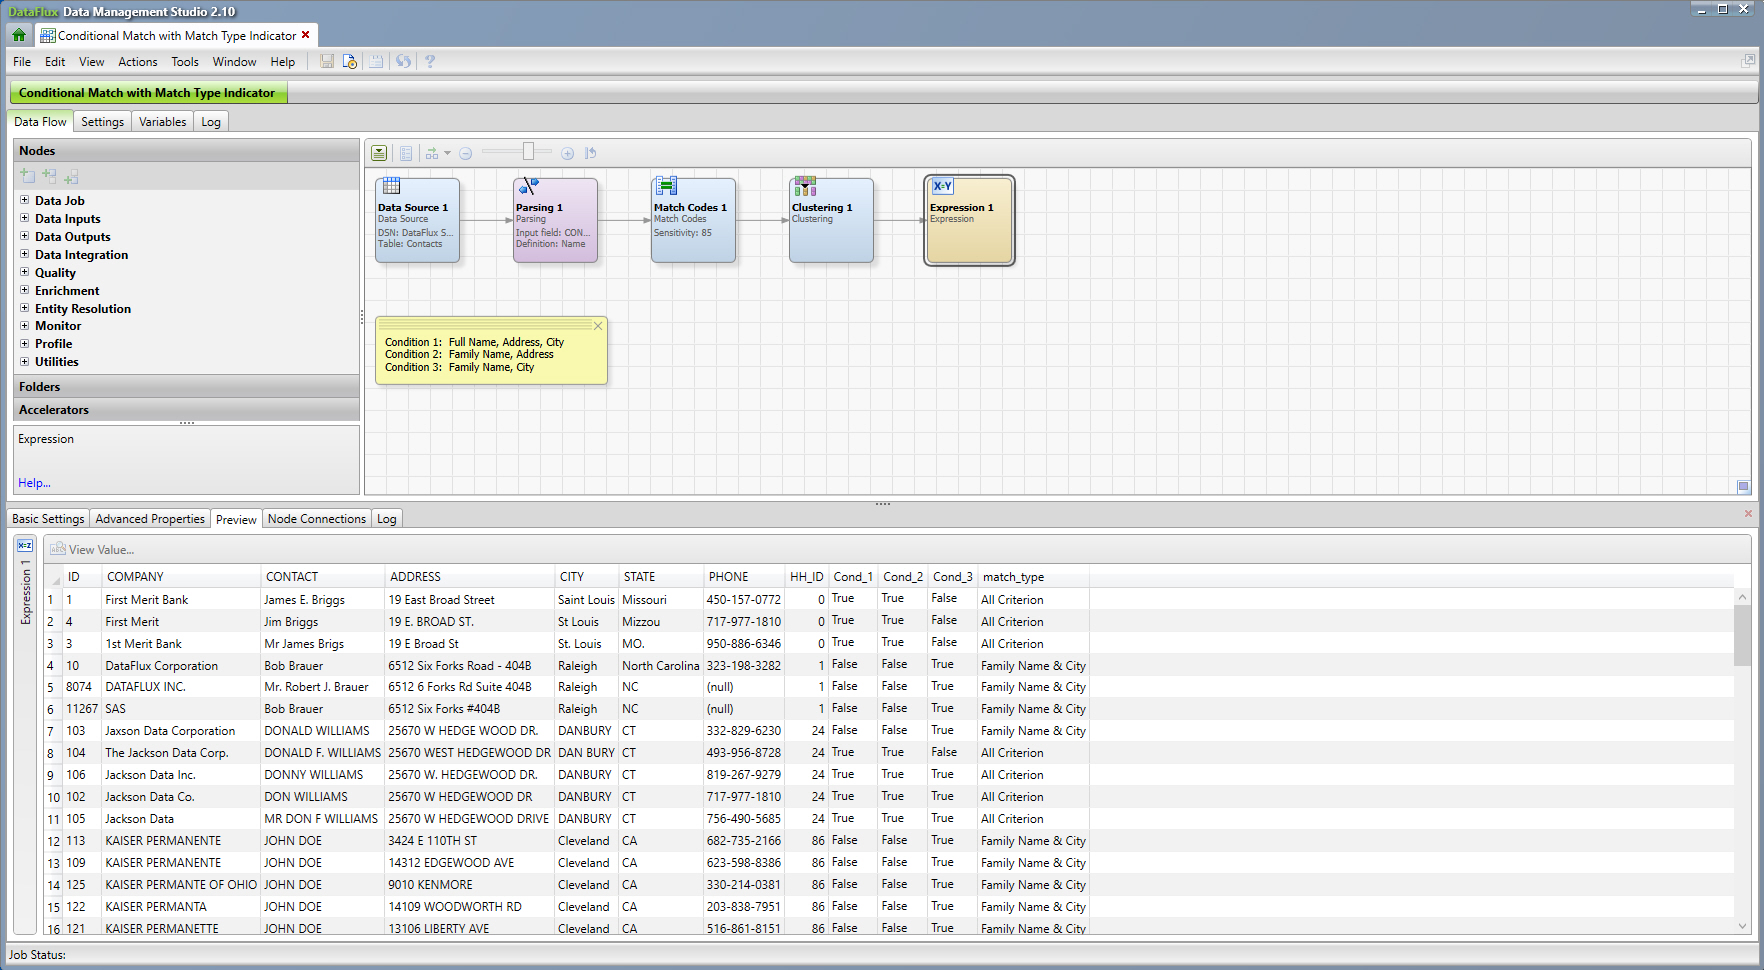 DataFlux Data Management Studio 2.10
Conditional Match with Match Type Indicator
File Edit View Actions Tools Window Help
Conditional Match with Match Type Indicator
Data Flow Settings Variables Log
Nodes
Data Job
Data Inputs
Data Outputs
Data Integration
Quality
Enrichment
Entity Resolution
Monitor
Profile
Utilities
Folders
Accelerators
Expression
Help...
Data Source 1
Data Source
DSN: DataFlux S...
Table: Contacts
Parsing 1
Parsing
Input field: CON...
Definition: Name
Match Codes 1
Match Codes
Sensitivity: 85
Clustering 1
Clustering
X=Y
Expression 1
Expression
Condition 1: Full Name, Address, City
Condition 2: Family Name, Address
Condition 3: Family Name, City
Basic Settings Advanced Properties Preview Node Connections Log
Expression 1
View Value...
ID COMPANY CONTACT ADDRESS CITY STATE PHONE HH_ID Cond_1 Cond_2 Cond_3 match_type
1 1 First Merit Bank James E. Briggs 19 East Broad Street Saint Louis Missouri 450-157-0772 0 True True False All Criterion
2 4 First Merit Jim Briggs 19 E. BROAD ST. St Louis Mizzou 717-977-1810 0 True True False All Criterion
3 3 1st Merit Bank Mr James Brigs 19 E Broad St St. Louis MO. 950-886-6346 0 True True False All Criterion
4 10 DataFlux Corporation Bob Brauer 6512 Six Forks Road - 404B Raleigh North Carolina 323-198-3282 1 False False True Family Name & City
5 8074 DATAFLUX INC. Mr. Robert J. Brauer 6512 6 Forks Rd Suite 404B Raleigh NC (null) 1 False False True Family Name & City
6 11267 SAS Bob Brauer 6512 Six Forks #404B Raleigh NC (null) 1 False False True Family Name & City
7 103 Jaxson Data Corporation DONALD WILLIAMS 25670 W HEDGE WOOD DR. DANBURY CT 332-829-6230 24 False False True Family Name & City
8 104 The Jackson Data Corp. DONALD F. WILLIAMS 25670 WEST HEDGEWOOD DR DAN BURY CT 493-956-8728 24 True True False All Criterion
9 106 Jackson Data Inc. DONNY WILLIAMS 25670 W. HEDGEWOOD DR. DANBURY CT 819-267-9279 24 True True True All Criterion
10 102 Jackson Data Co. DON WILLIAMS 25670 W HEDGEWOOD DR DANBURY CT 717-977-1810 24 True True True All Criterion
11 105 Jackson Data MR DON F WILLIAMS 25670 W HEDGEWOOD DRIVE DANBURY CT 756-490-5685 24 True True True All Criterion
12 113 KAISER PERMANENTE JOHN DOE 3424 E 110TH ST Cleveland CA 682-735-2166 86 False False True Family Name & City
13 109 KAISER PERMANENTE JOHN DOE 14312 EDGEWOOD AVE Cleveland CA 623-598-8386 86 False False True Family Name & City
14 125 KAISER PERMANTE OF OHIO JOHN DOE 9010 KENMORE Cleveland CA 330-214-0381 86 False False True Family Name & City
15 122 KAISER PERMANTA JOHN DOE 14109 WOODWORTH RD Cleveland CA 203-838-7951 86 False False True Family Name & City
16 121 KAISER PERMANETTE JOHN DOE 13106 LIBERTY AVE Cleveland CA 516-861-8151 86 False False True Family Name & City
Job Status: